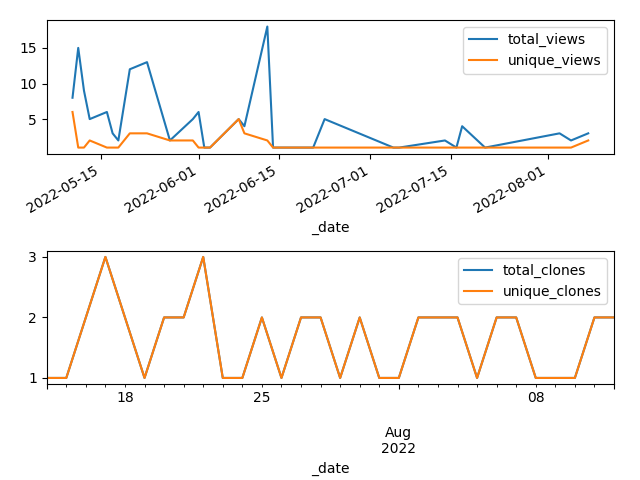 total_views
unique_views
15
10
5
2022-05-15
2022-06-01
2022-06-15
2022-07-01
2022-07-15
2022-08-01
_date
total_clones
unique_clones
3
2
1
18
25
08
Aug
2022
_date